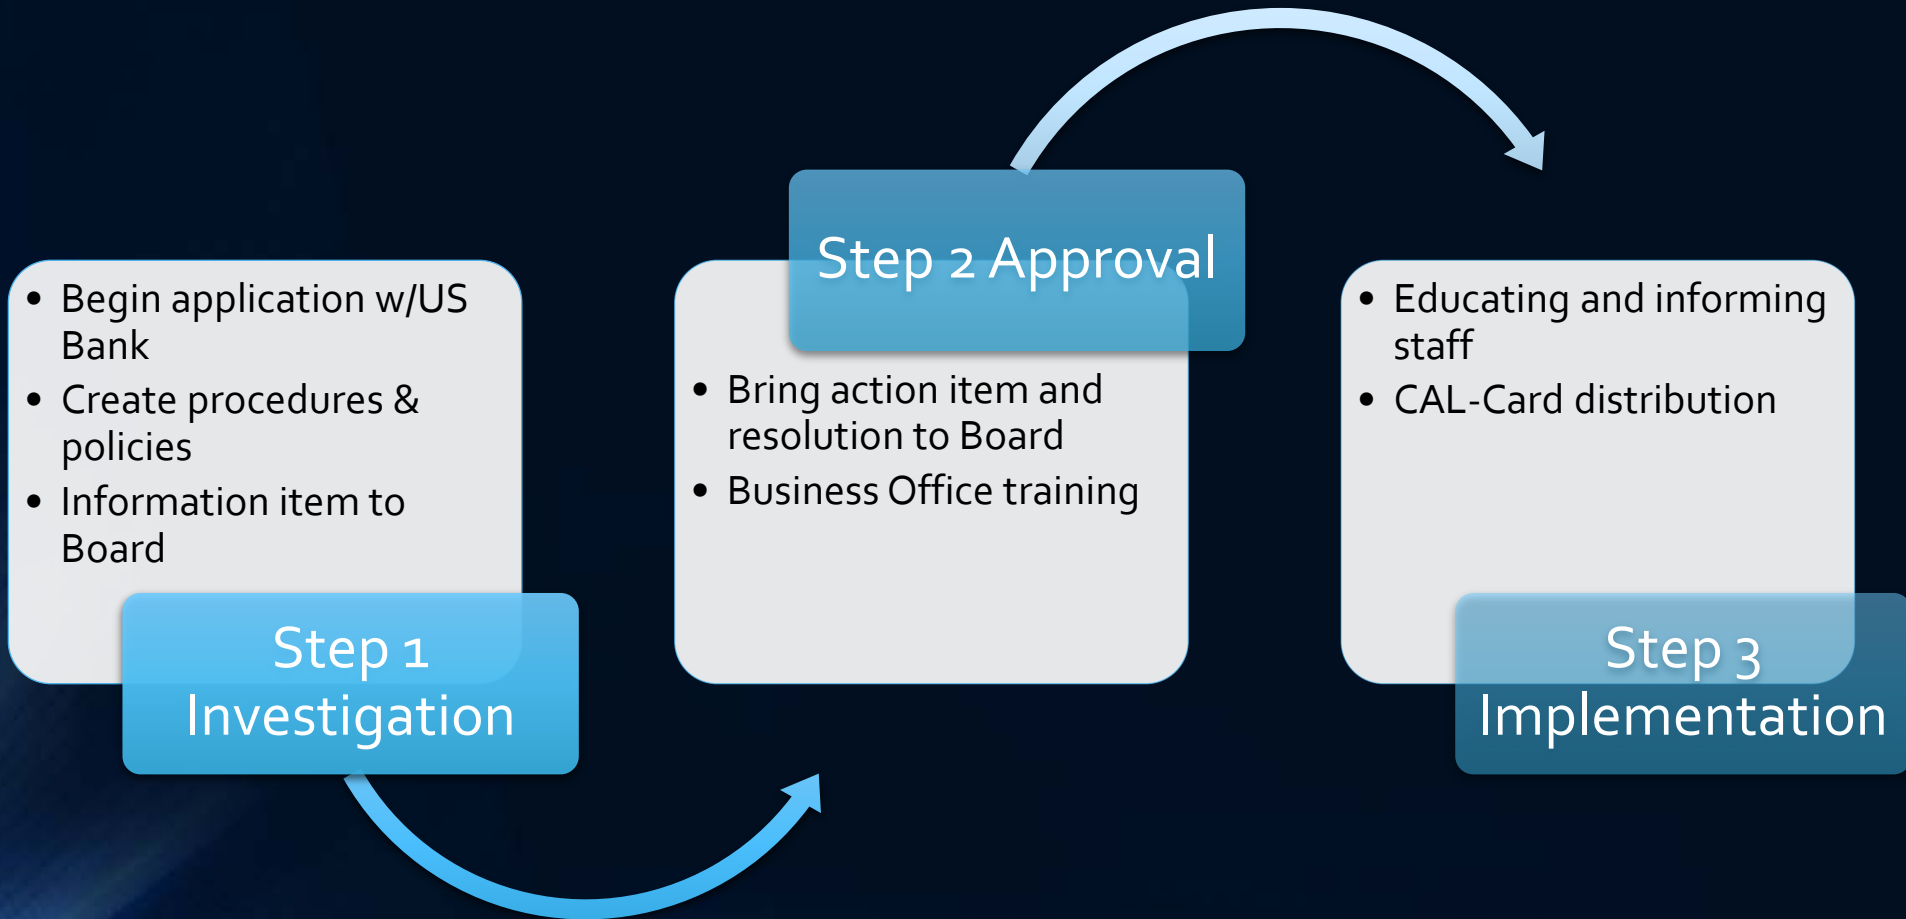 • Begin application w/US
Bank
• Create procedures &
policies
• Information item to
Board
Step 1
Investigation
Step 2 Approval
• Bring action item and
resolution to Board
• Business Office training
• Educating and informing
staff
• CAL-Card distribution
Step 3
Implementation